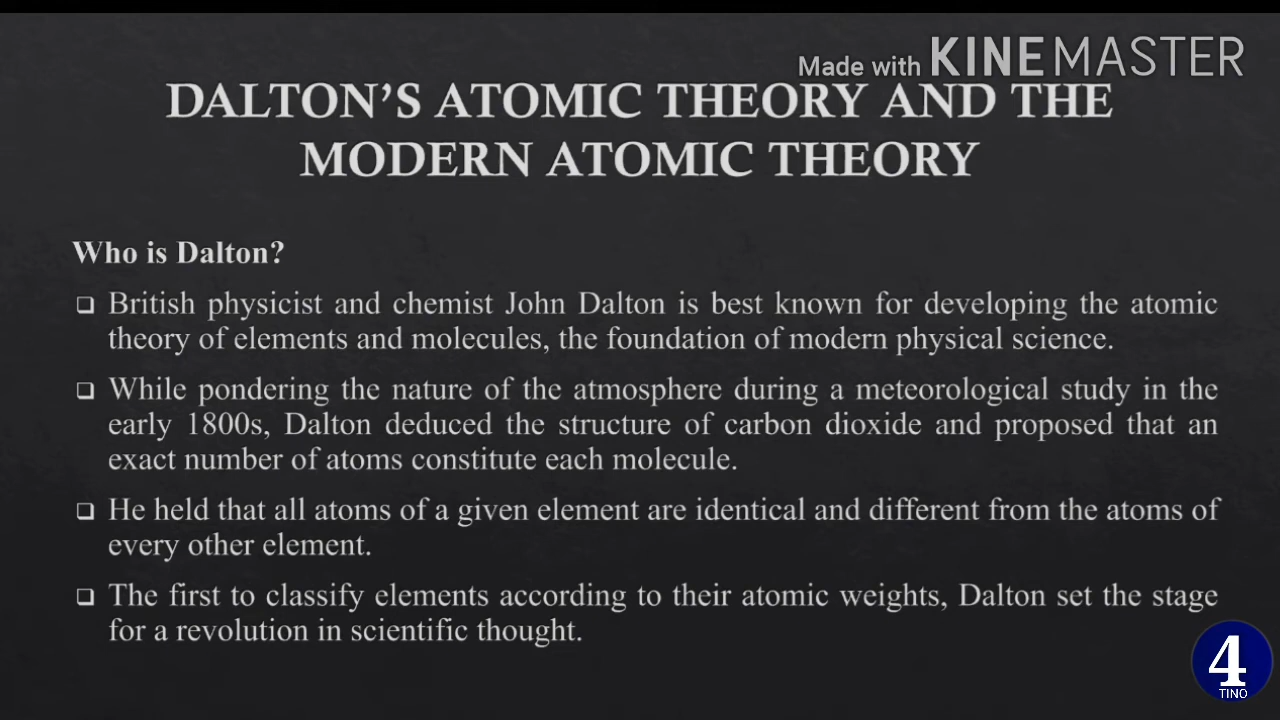 Made with KINEMASTER
DALTON'S ATOMIC THEORY AND THE
MODERN ATOMIC THEORY
Who is Dalton?
❑ British physicist and chemist John Dalton is best known for developing the atomic
theory of elements and molecules, the foundation of modern physical science.
❑ While pondering the nature of the atmosphere during a meteorological study in the
early 1800s, Dalton deduced the structure of carbon dioxide and proposed that an
exact number of atoms constitute each molecule.
❑ He held that all atoms of a given element are identical and different from the atoms of
every other element.
❑ The first to classify elements according to their atomic weights, Dalton set the stage
for a revolution in scientific thought.
4
TINO